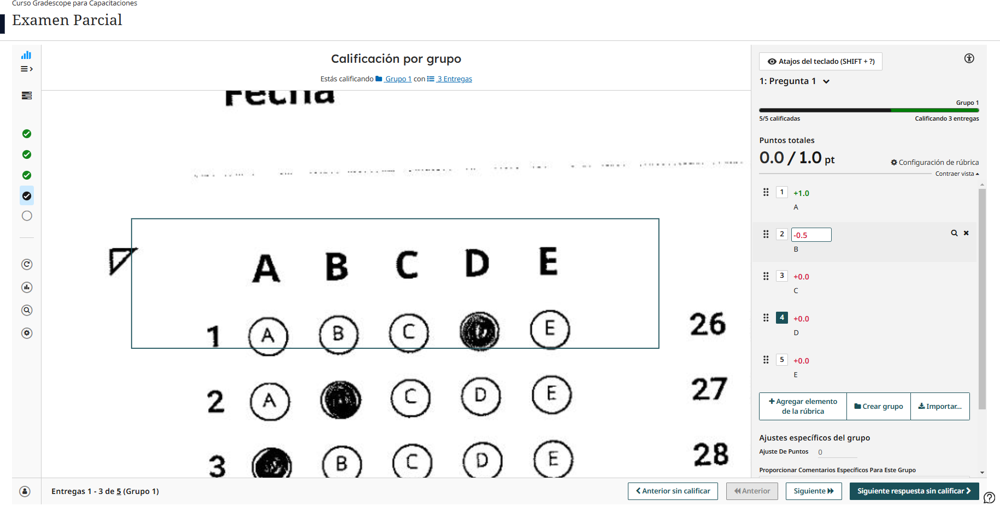 Curso Gradescope para Capacitaciones
Examen Parcial
Calificación por grupo
Estás calificando Grupo 1 con 3 Entregas
Fecha
A B C D E
1 A B C E 26
2 A C D E 27
3 B C D E 28
Atajos del teclado (SHIFT + ?)
1: Pregunta 1
Grupo 1
5/5 calificadas
Calificando 3 entregas
Puntos totales
0.0 / 1.0 pt
Configuración de rúbrica
Contraer vista
1 +1.0
A
2 -0.5
B
3 +0.0
C
4 +0.0
D
5 +0.0
E
Agregar elemento
de la rúbrica
Crear grupo
Importar...
Ajustes específicos del grupo
Ajuste De Puntos 0
Proporcionar Comentarios Específicos Para Este Grupo
Entregas 1 - 3 de 5 (Grupo 1)
Anterior sin calificar
Anterior
Siguiente
Siguiente respuesta sin calificar